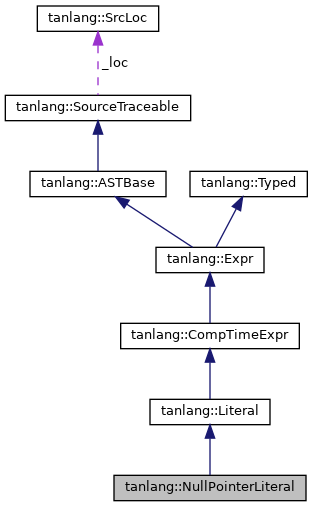 tanlang::SrcLoc
_loc
tanlang::SourceTraceable
tanlang::ASTBase
tanlang::Typed
tanlang::Expr
tanlang::CompTimeExpr
tanlang::Literal
tanlang::NullPointerLiteral